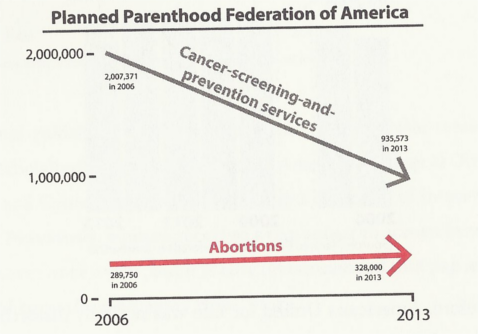 Planned Parenthood Federation of America
2,000,000
2,007,371
in 2006
Cancer-screening-and-
prevention services
935,573
in 2013
1,000,000
Abortions
289,750
in 2006
328,000
in 2013
0
2006
2013